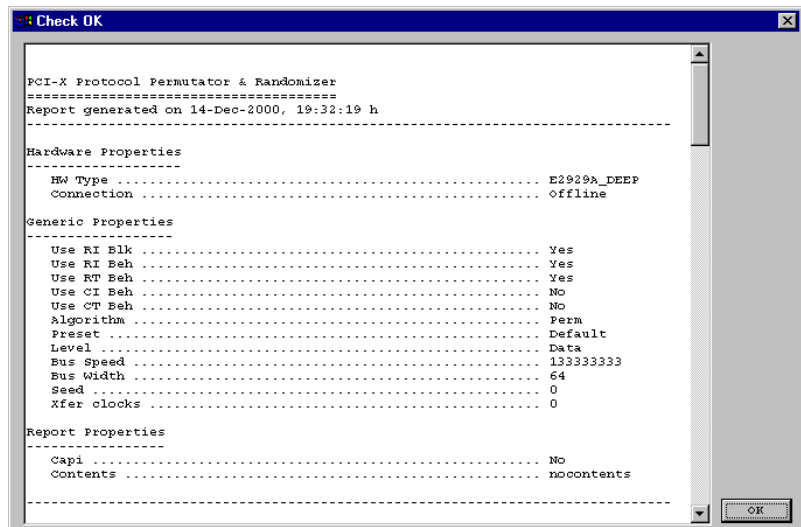 Check OK
PCI-X Protocol Permutator & Randomizer
=====================================
Report generated on 14-Dec-2000, 19:32:19 h
---------------------------------------------------------------------------
Hardware Properties
-------------------
HW Type .................................................. E2929A_DEEP
Connection ............................................... Offline
Generic Properties
------------------
Use RI Blk ............................................... Yes
Use RI Beh ............................................... Yes
Use RT Beh ............................................... Yes
Use CI Beh ............................................... No
Use CT Beh ............................................... No
Algorithm ................................................ Perm
Preset ................................................... Default
Level .................................................... Data
Bus Speed ................................................ 133333333
Bus Width ................................................ 64
Seed ..................................................... 0
Xfer clocks .............................................. 0
Report Properties
-----------------
Capi ..................................................... No
Contents ................................................. nocontents
---------------------------------------------------------------------------
OK